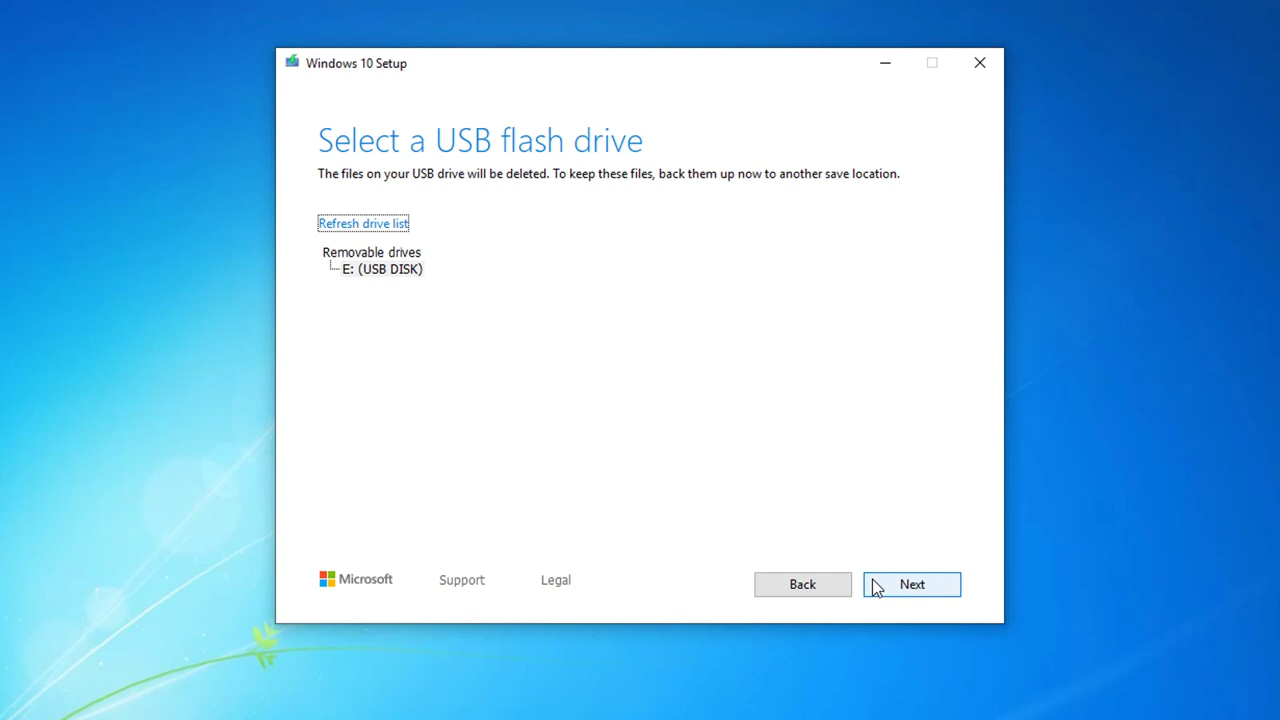 Windows 10 Setup
Select a USB flash drive
The files on your USB drive will be deleted. To keep these files, back them up now to another save location.
Refresh drive list
Removable drives
E: (USB DISK)
Microsoft
Support
Legal
Back
Next